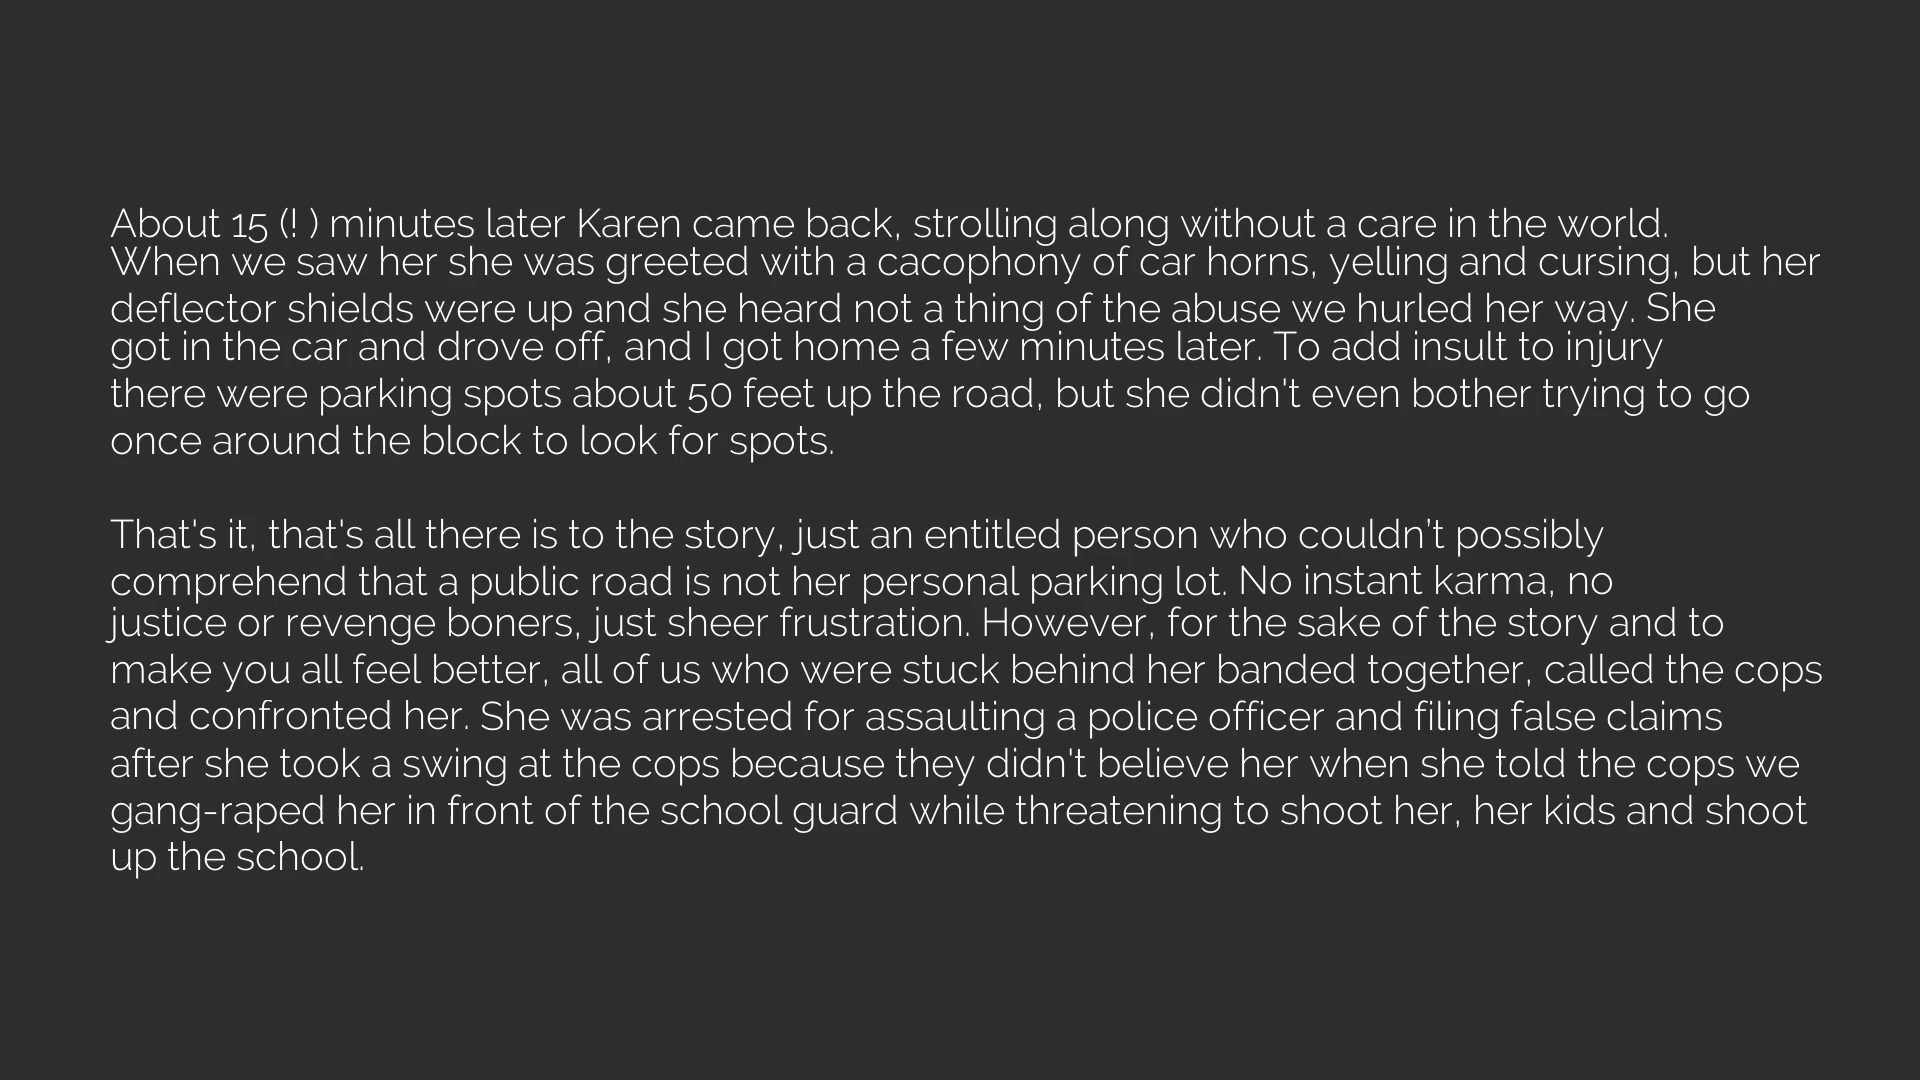 About 15 (! ) minutes later Karen came back, strolling along without a care in the world.
When we saw her she was greeted with a cacophony of car horns, yelling and cursing, but her
deflector shields were up and she heard not a thing of the abuse we hurled her way. She
got in the car and drove off, and I got home a few minutes later. To add insult to injury
there were parking spots about 50 feet up the road, but she didn't even bother trying to go
once around the block to look for spots.
That's it, that's all there is to the story, just an entitled person who couldn’t possibly
comprehend that a public road is not her personal parking lot. No instant karma, no
justice or revenge boners, just sheer frustration. However, for the sake of the story and to
make you all feel better, all of us who were stuck behind her banded together, called the cops
and confronted her. She was arrested for assaulting a police officer and filing false claims
after she took a swing at the cops because they didn't believe her when she told the cops we
gang-raped her in front of the school guard while threatening to shoot her, her kids and shoot
up the school.